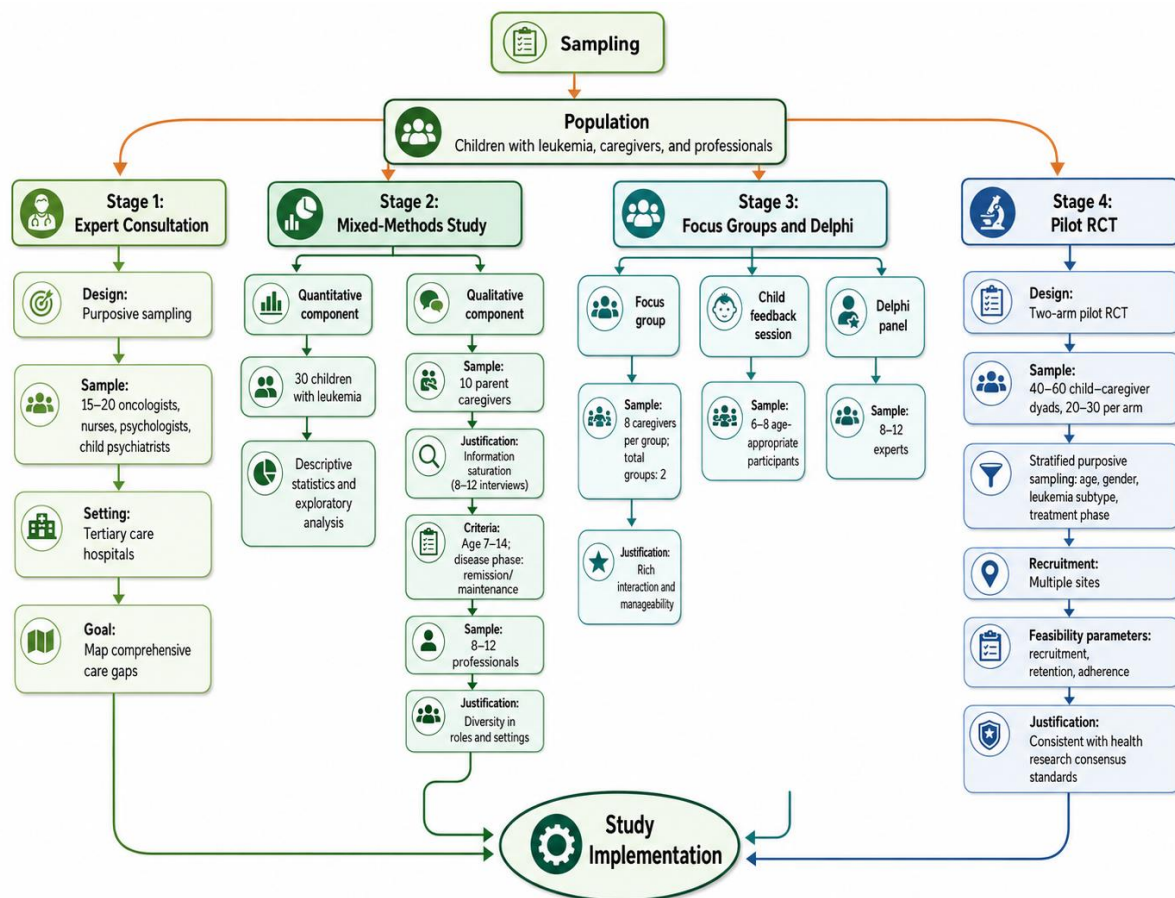 Sampling
Population
Children with leukemia, caregivers, and professionals
Stage 1:
Expert Consultation
Design:
Purposive sampling
Sample:
15–20 oncologists,
nurses, psychologists,
child psychiatrists
Setting:
Tertiary care
hospitals
Goal:
Map comprehensive
care gaps
Stage 2:
Mixed-Methods Study
Quantitative
component
30 children
with leukemia
Descriptive
statistics and
exploratory
analysis
Qualitative
component
Sample:
10 parent
caregivers
Justification:
Information
saturation
(8–12 interviews)
Criteria:
Age 7–14;
disease phase:
remission/
maintenance
Sample:
8–12
professionals
Justification:
Diversity in
roles and settings
Stage 3:
Focus Groups and Delphi
Focus
group
Sample:
8 caregivers
per group;
total
groups: 2
Justification:
Rich
interaction and
manageability
Child
feedback
session
Sample:
6–8 age-
appropriate
participants
Delphi
panel
Sample:
8–12
experts
Stage 4:
Pilot RCT
Design:
Two-arm pilot RCT
Sample:
40–60 child–caregiver
dyads, 20–30 per arm
Stratified purposive
sampling: age, gender,
leukemia subtype,
treatment phase
Recruitment:
Multiple sites
Feasibility parameters:
recruitment,
retention, adherence
Justification:
Consistent with health
research consensus
standards
Study
Implementation